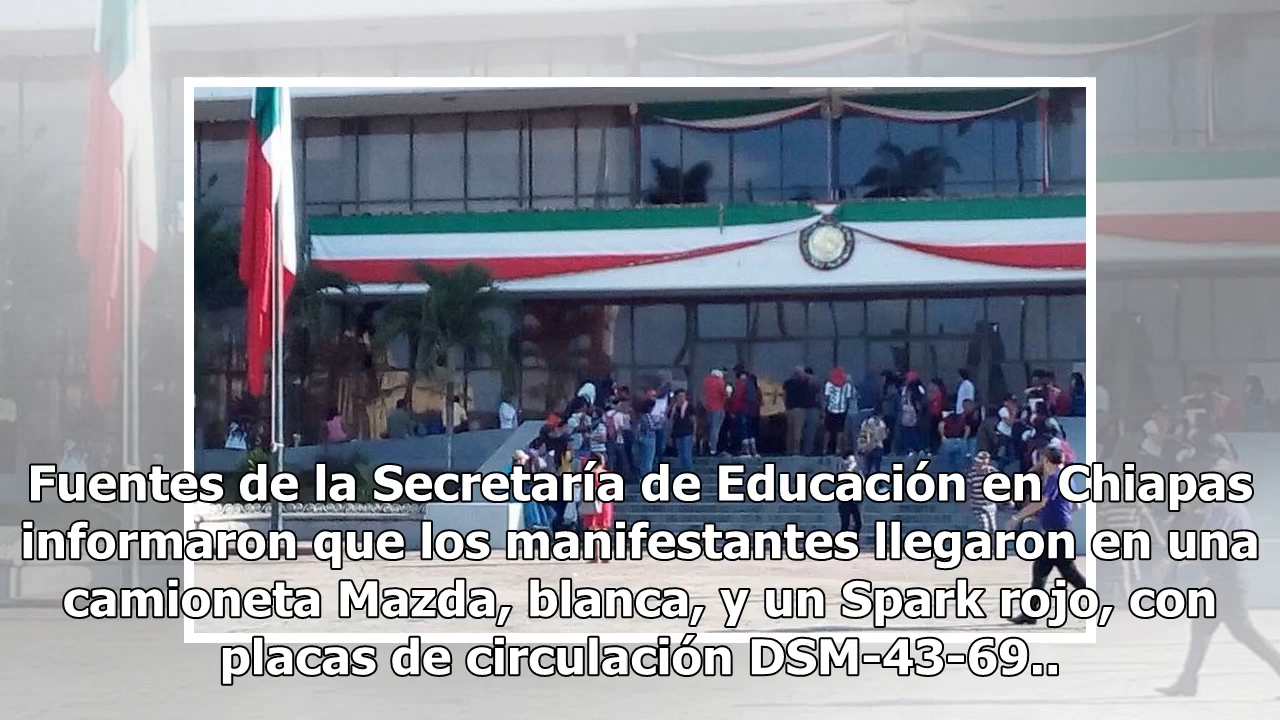 Fuentes de la Secretaría de Educación en Chiapas
informaron que los manifestantes llegaron en una
camioneta Mazda, blanca, y un Spark rojo, con
placas de circulación DSM-43-69..